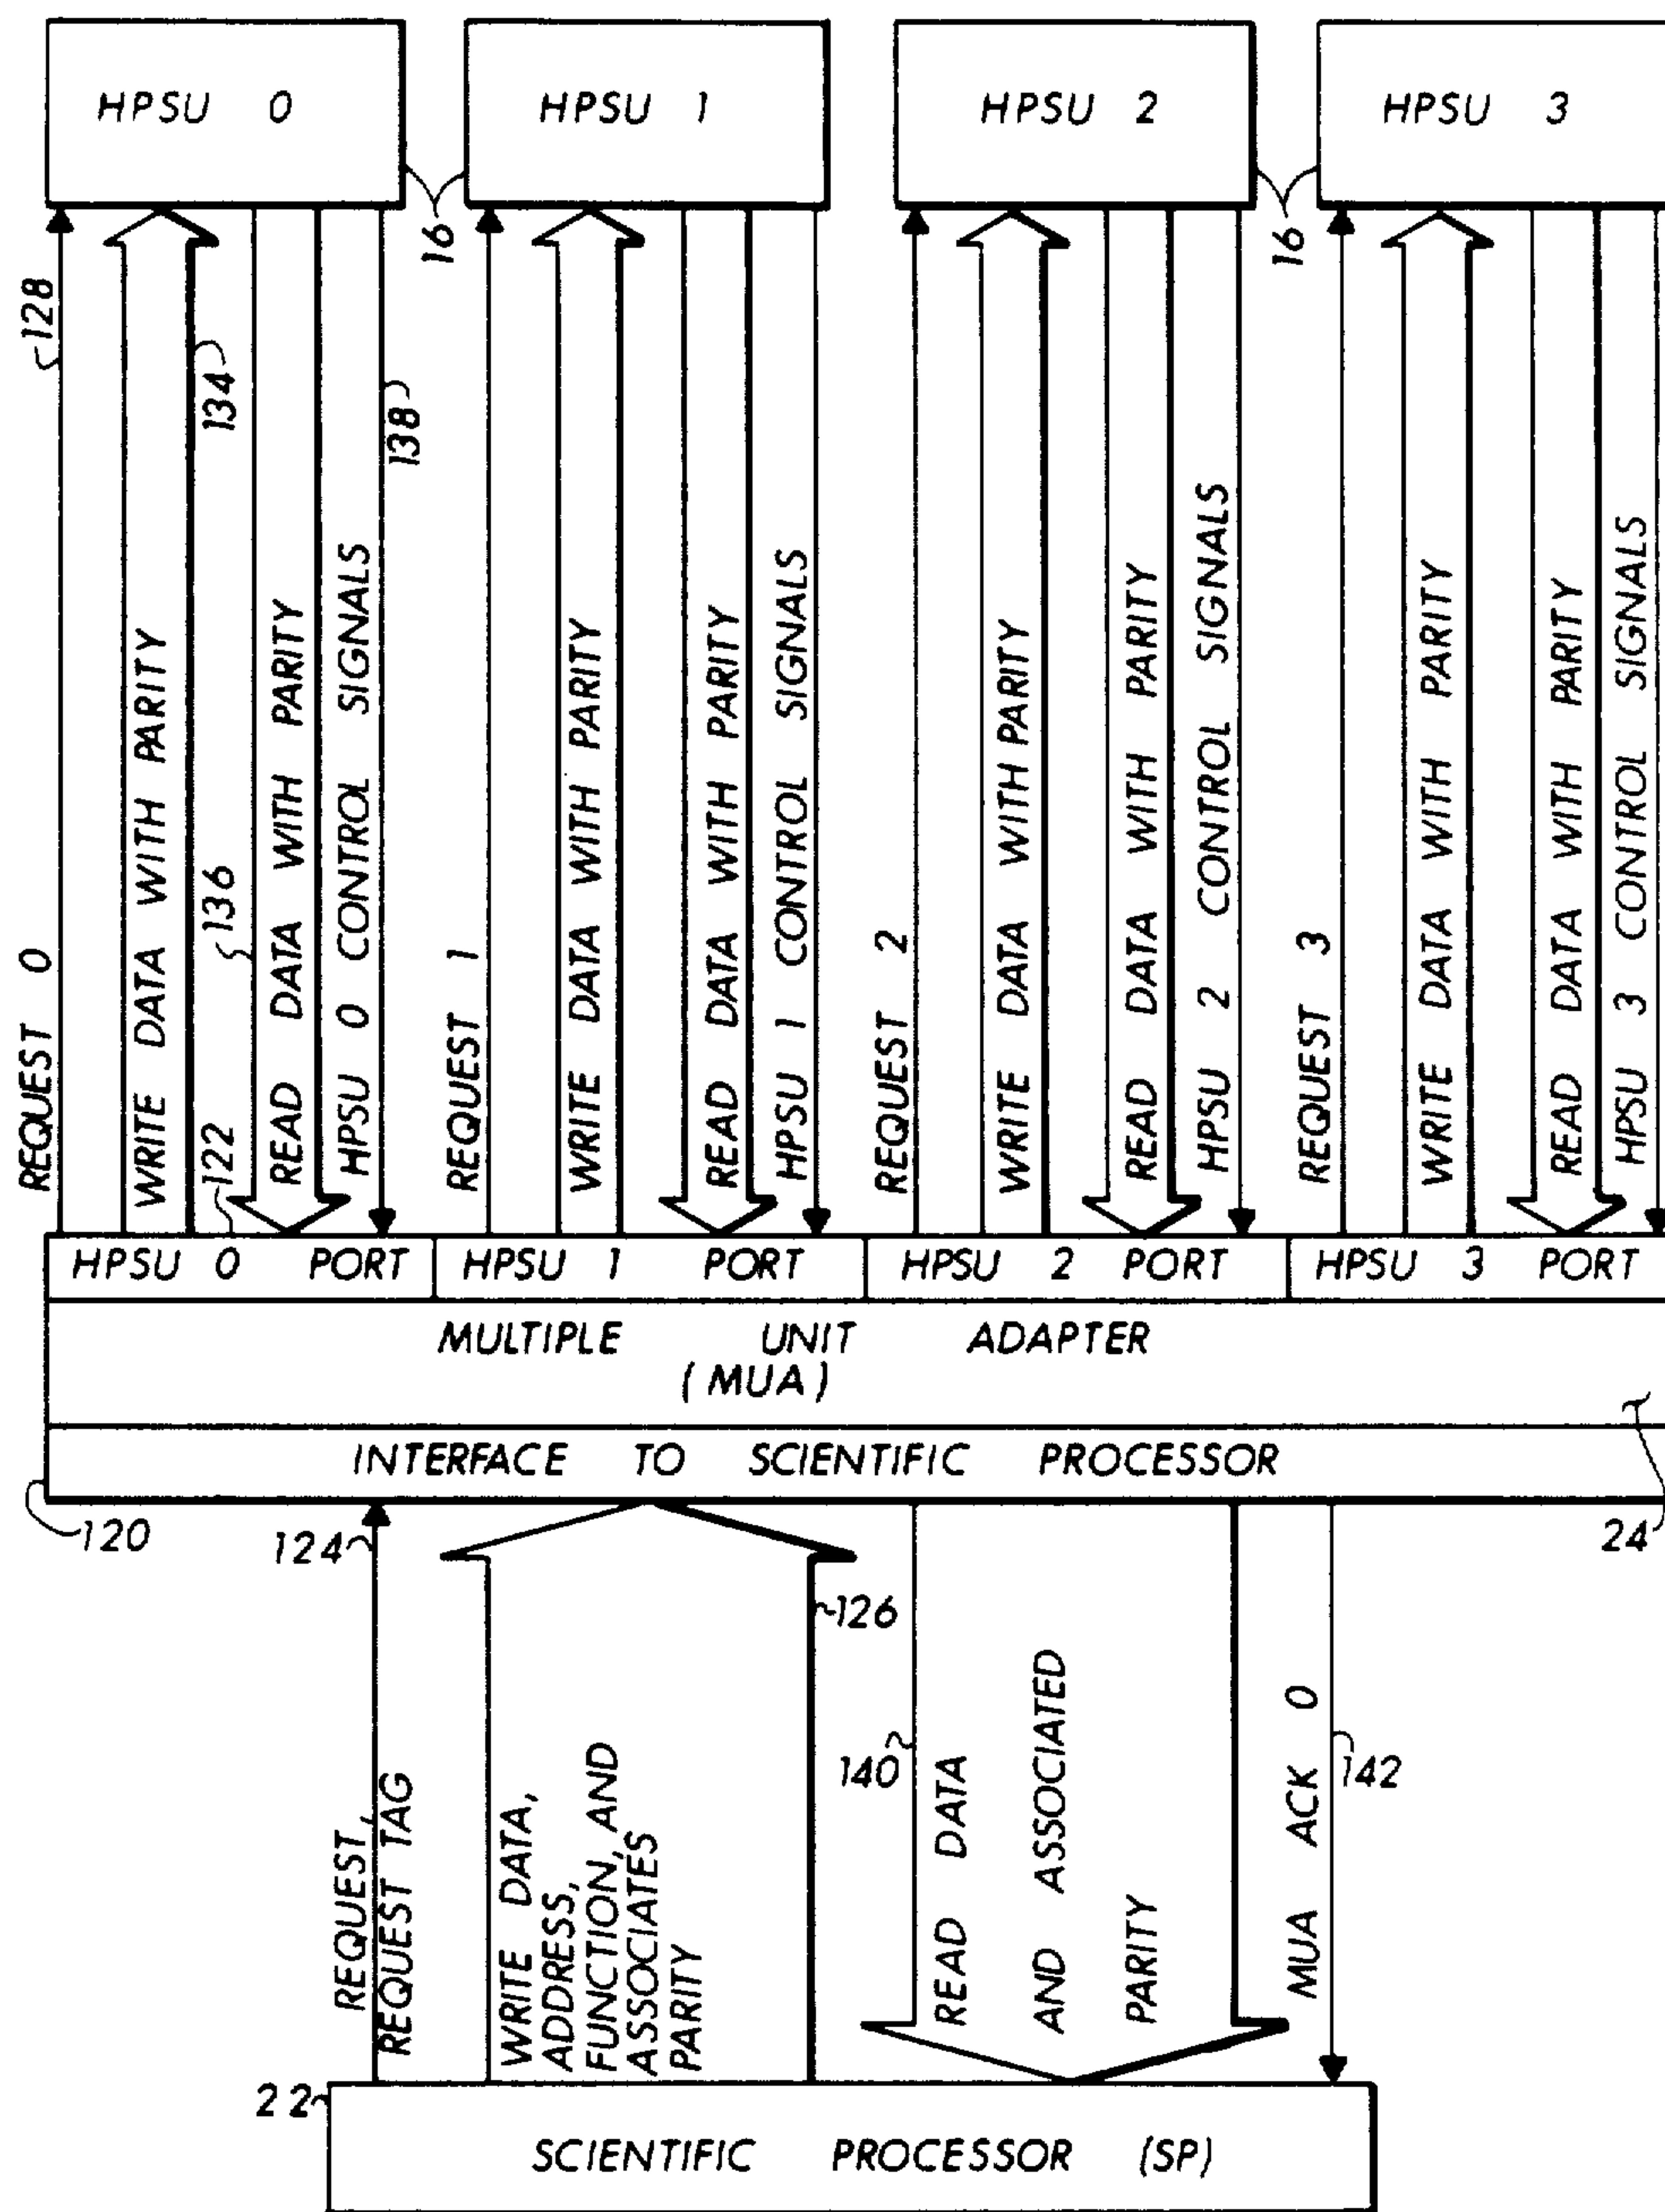 HPSU 0
HPSU 1
HPSU 2
HPSU 3
16
16
128
134
138
136
122
REQUEST 0
WRITE DATA WITH PARITY
READ DATA WITH PARITY
HPSU 0 CONTROL SIGNALS
REQUEST 1
WRITE DATA WITH PARITY
READ DATA WITH PARITY
HPSU 1 CONTROL SIGNALS
REQUEST 2
WRITE DATA WITH PARITY
READ DATA WITH PARITY
HPSU 2 CONTROL SIGNALS
REQUEST 3
WRITE DATA WITH PARITY
READ DATA WITH PARITY
HPSU 3 CONTROL SIGNALS
HPSU 0 PORT
HPSU 1 PORT
HPSU 2 PORT
HPSU 3 PORT
MULTIPLE UNIT ADAPTER
(MUA)
INTERFACE TO SCIENTIFIC PROCESSOR
120
124
24
126
REQUEST,
REQUEST TAG
WRITE DATA,
ADDRESS,
FUNCTION, AND
ASSOCIATES
PARITY
140
READ DATA
AND ASSOCIATED
PARITY
MUA ACK 0
142
22
SCIENTIFIC PROCESSOR (SP)